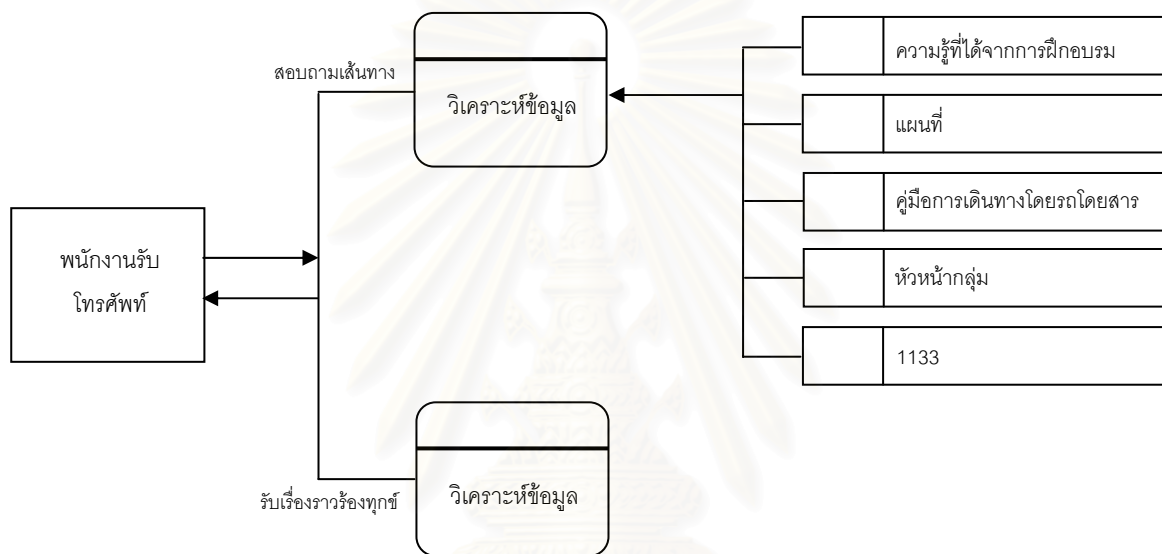 ความรู้ที่ได้จากการฝึกอบรม
สอบถามเส้นทาง
วิเคราะห์ข้อมูล
แผนที่
คู่มือการเดินทางโดยรถโดยสาร
พนักงานรับ
โทรศัพท์
หัวหน้ากลุ่ม
1133
รับเรื่องราวร้องทุกข์
วิเคราะห์ข้อมูล